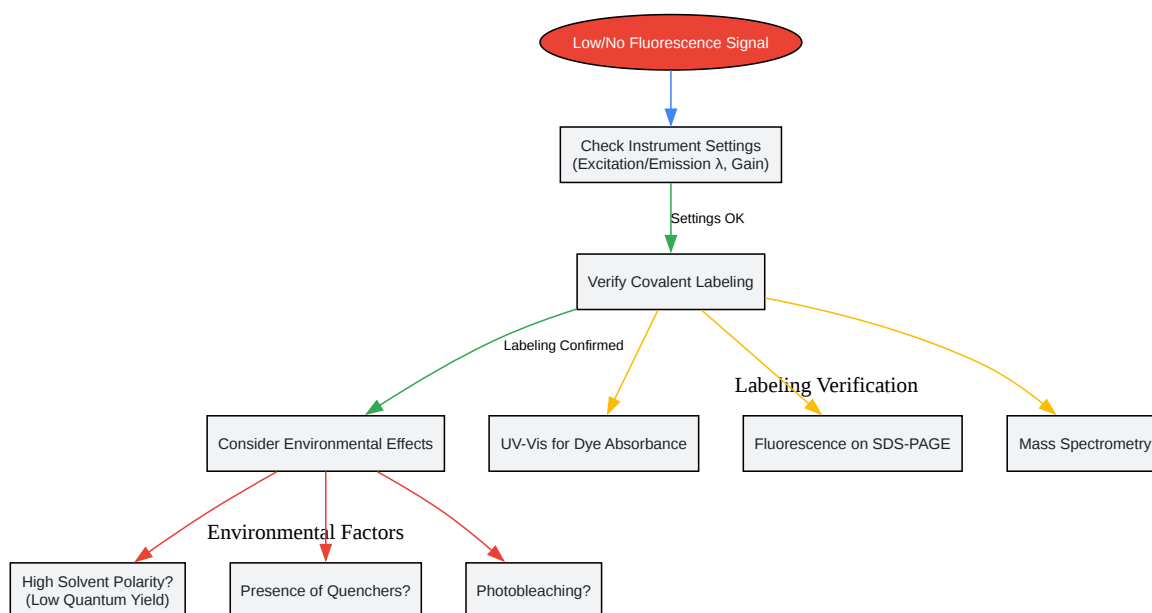 Low/No Fluorescence Signal
Check Instrument Settings
(Excitation/Emission λ, Gain)
Settings OK
Verify Covalent Labeling
Labeling Confirmed
Labeling Verification
Consider Environmental Effects
UV-Vis for Dye Absorbance
Fluorescence on SDS-PAGE
Mass Spectrometry
Environmental Factors
High Solvent Polarity?
(Low Quantum Yield)
Presence of Quenchers?
Photobleaching?